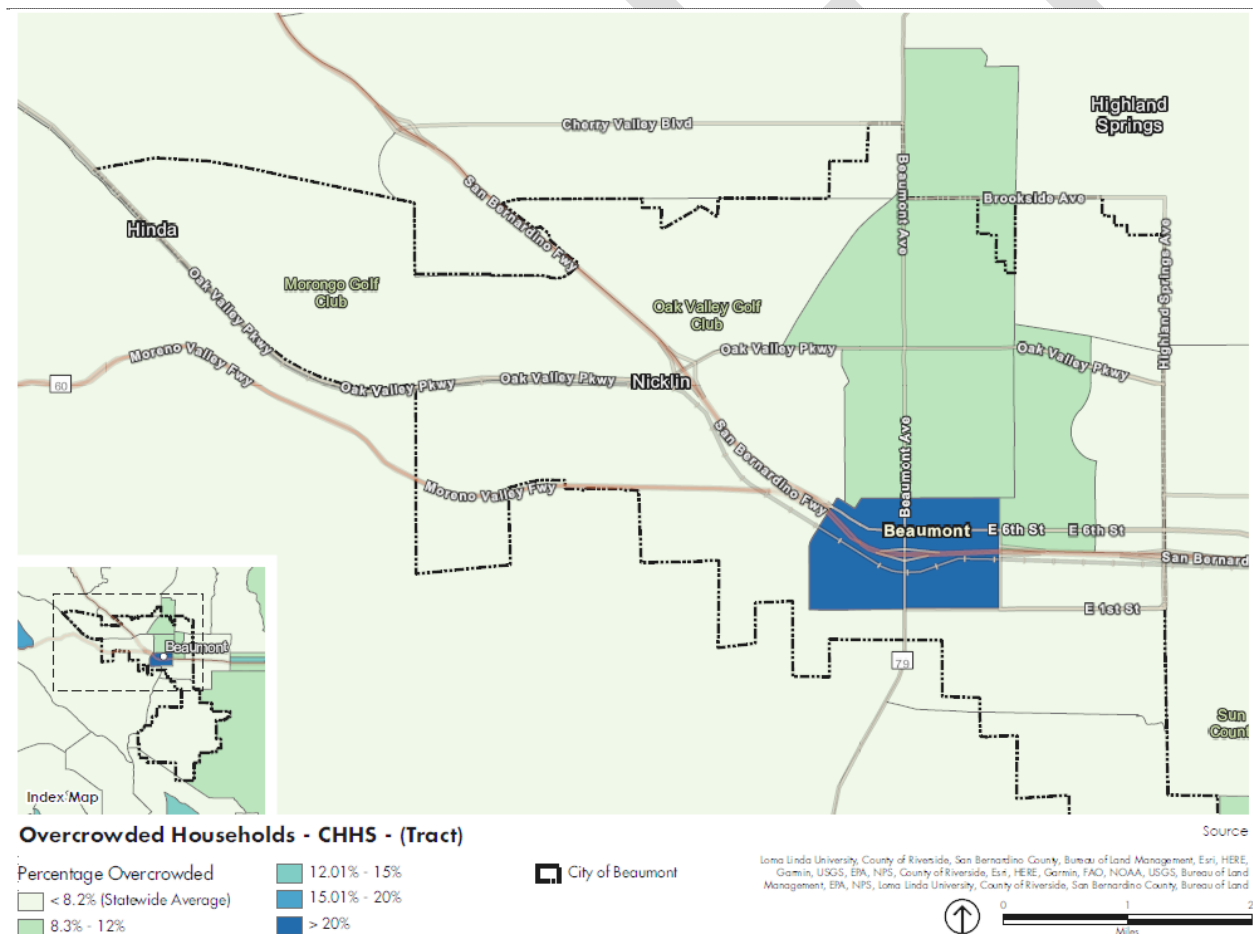 Highland
Springs
Cherry Valley Blvd
Beaumont Ave
San Bernardino Fwy
Brookside Ave
Hinda
Highland Springs Ave
Oak Valley Pkwy
Morongo Golf
Club
Oak Valley Golf
Club
Moreno Valley Fwy
Oak Valley Pkwy
Oak Valley Pkwy
60
Oak Valley Pkwy
Oak Valley Pkwy
Nicklin
Beaumont Ave
San Bernardino Fwy
Moreno Valley Fwy
Beaumont
E 6th St
E 6th St
San Bernard
E 1st St
Beaumont
79
Sun
Count
Index Map
Overcrowded Households - CHHS - (Tract)
Source
Percentage Overcrowded
< 8.2% (Statewide Average)
8.3% - 12%
12.01% - 15%
15.01% - 20%
> 20%
City of Beaumont
Loma Linda University, County of Riverside, San Bernardino County, Bureau of Land Management, Esri, HERE,
Garmin, USGS, EPA, NPS, County of Riverside, Esri, HERE, Garmin, FAO, NOAA, USGS, Bureau of Land
Management, EPA, NPS, Loma Linda University, County of Riverside, San Bernardino County, Bureau of Land
0 1 2
Miles